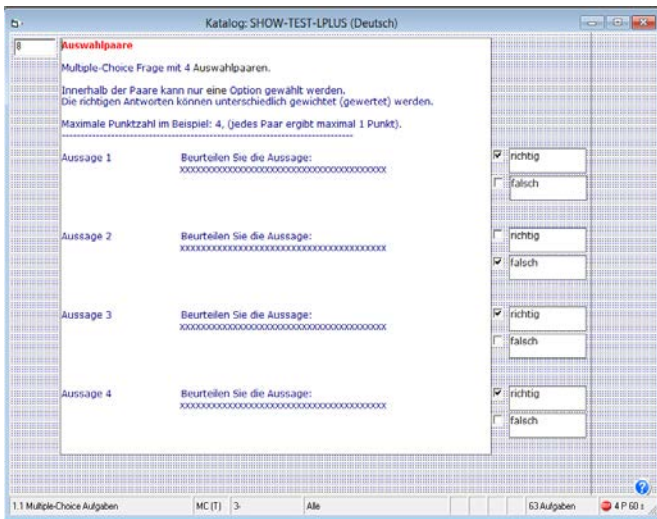 Katalog: SHOW-TEST-LPLUS (Deutsch)
8
Auswahlpaare
Multiple-Choice Frage mit 4 Auswahlpaaren.
Innerhalb der Paare kann nur eine Option gewählt werden.
Die richtigen Antworten können unterschiedlich gewichtet (gewertet) werden.
Maximale Punktzahl im Beispiel: 4, (jedes Paar ergibt maximal 1 Punkt).
Aussage 1 Beurteilen Sie die Aussage: richtig
xxxxxxxxxxxxxxxxxxxxxxxxxxxxxxxxxxxxxxx
falsch
Aussage 2 Beurteilen Sie die Aussage: richtig
xxxxxxxxxxxxxxxxxxxxxxxxxxxxxxxxxxxxxxx
falsch
Aussage 3 Beurteilen Sie die Aussage: richtig
xxxxxxxxxxxxxxxxxxxxxxxxxxxxxxxxxxxxxxx
falsch
Aussage 4 Beurteilen Sie die Aussage: richtig
xxxxxxxxxxxxxxxxxxxxxxxxxxxxxxxxxxxxxxx
falsch
1.1 Multiple-Choice Aufgaben MC (T) 3- Alle 63 Aufgaben 4 P 60 s